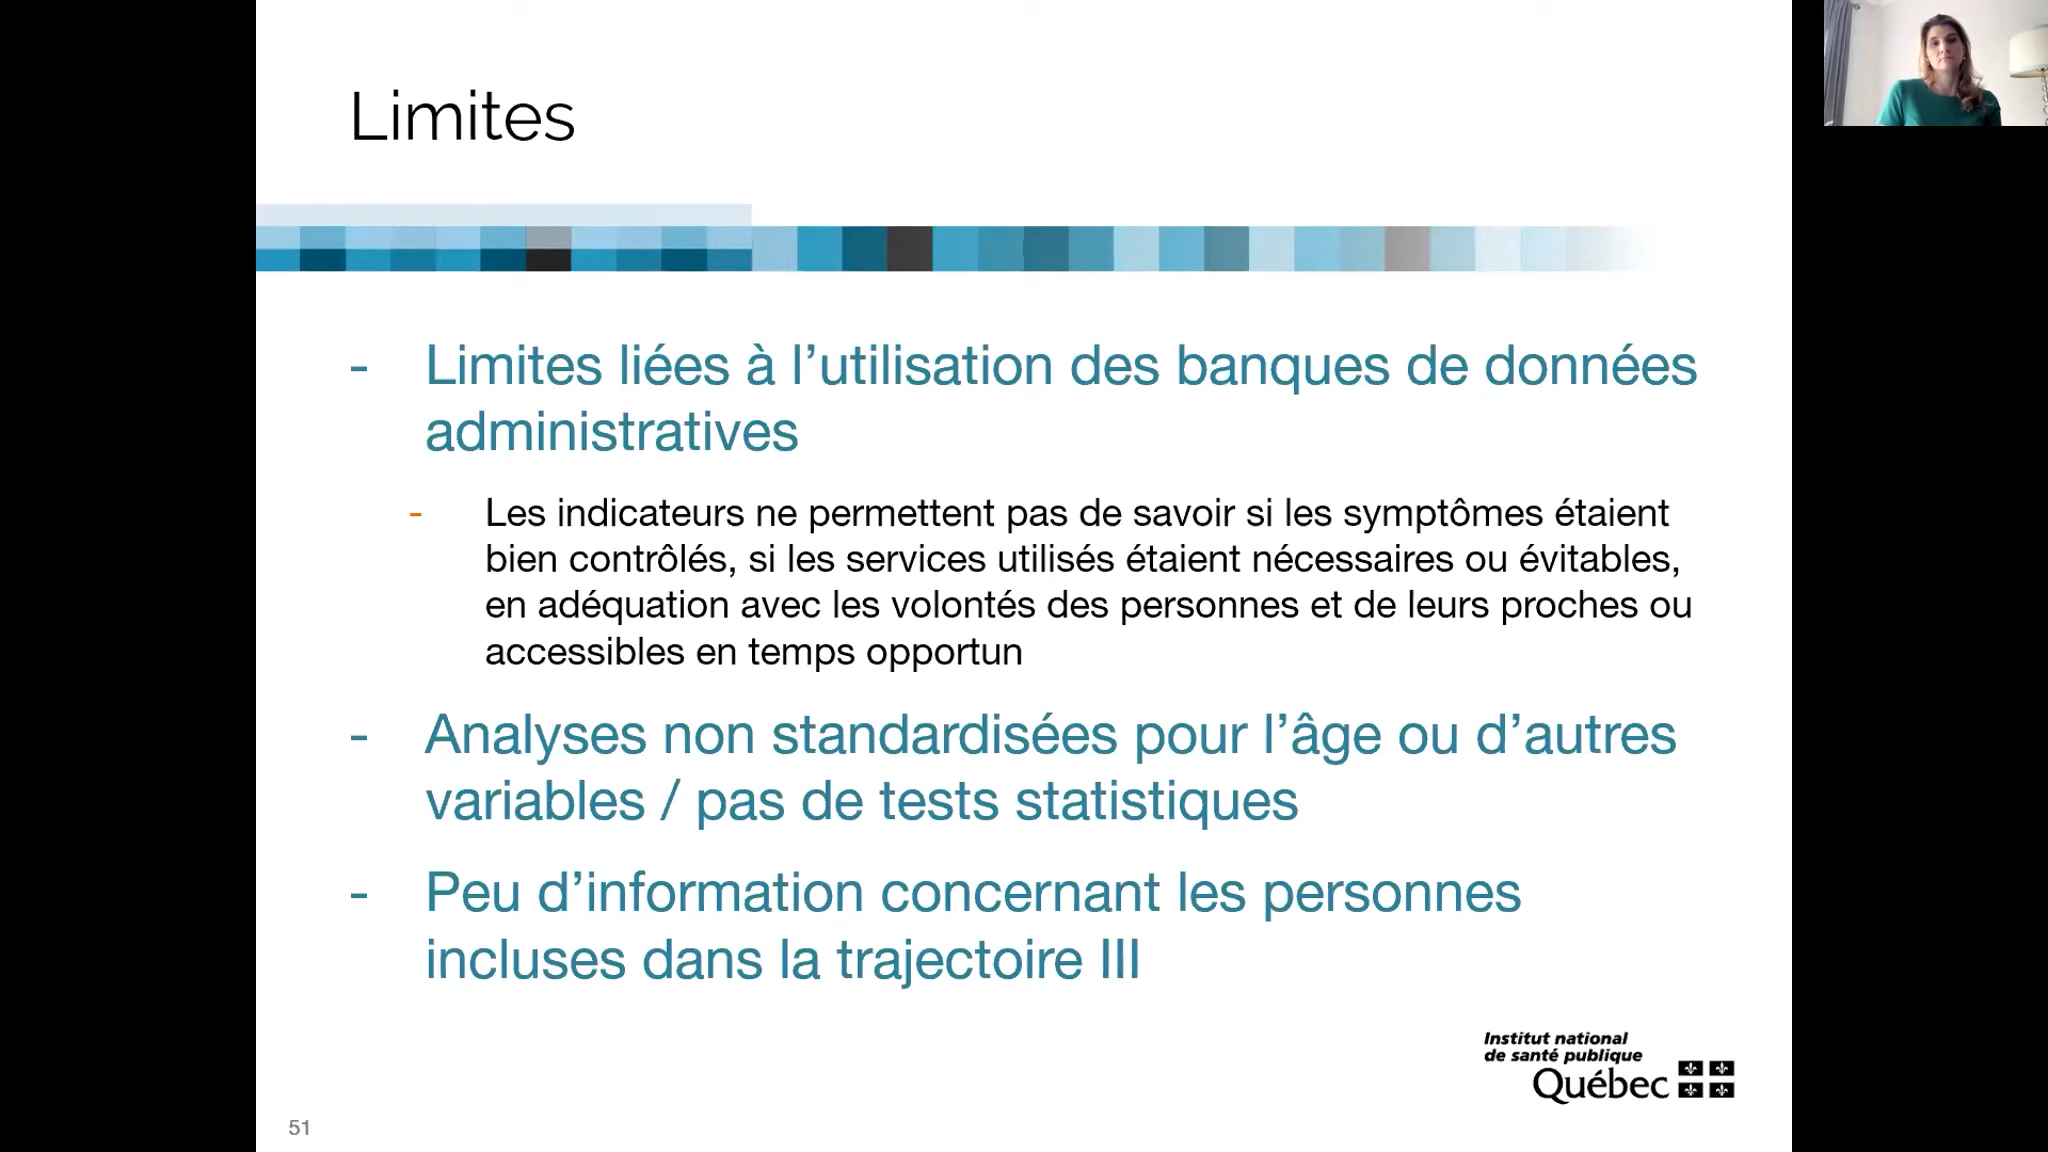 Limites
- Limites liées à l’utilisation des banques de données
administratives
- Les indicateurs ne permettent pas de savoir si les symptômes étaient
bien contrôlés, si les services utilisés étaient nécessaires ou évitables,
en adéquation avec les volontés des personnes et de leurs proches ou
accessibles en temps opportun
- Analyses non standardisées pour l’âge ou d’autres
variables / pas de tests statistiques
- Peu d’information concernant les personnes
incluses dans la trajectoire III
Institut national
de santé publique
Québec
51